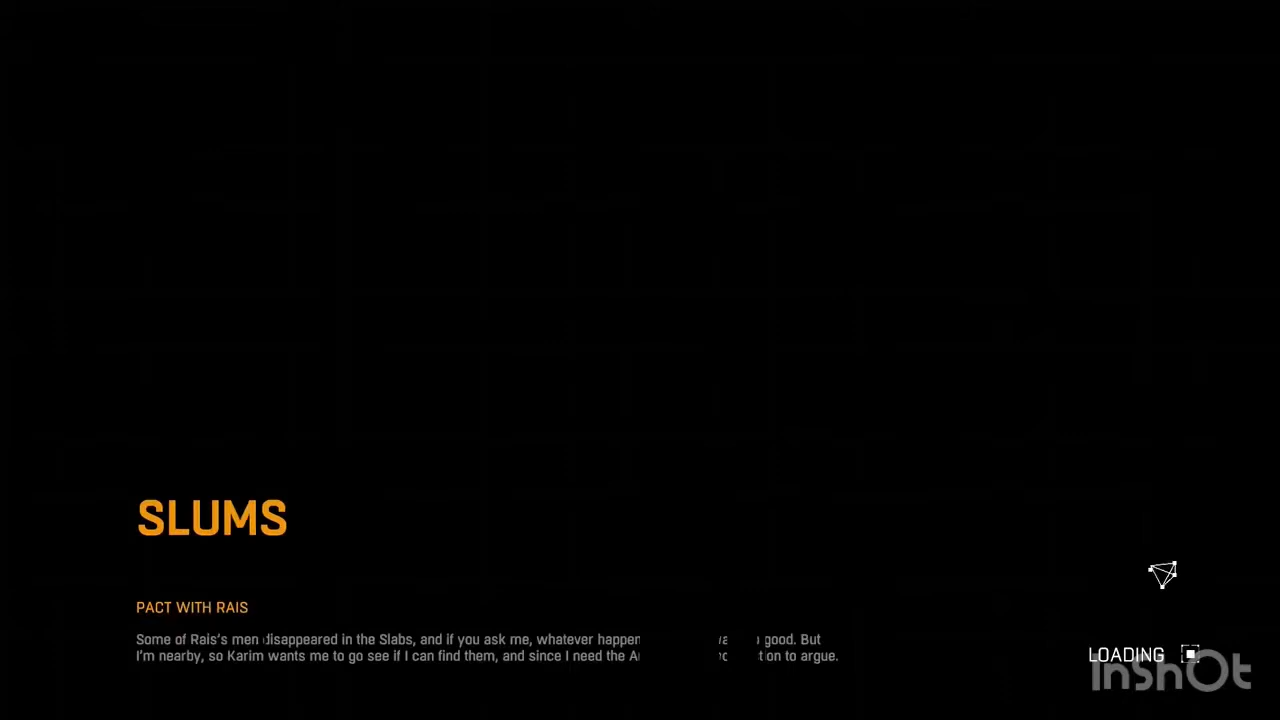 SLUMS
PACT WITH RAIS
Some of Rais's men disappeared in the Slabs, and if you ask me, whatever good. But
I'm nearby, so Karim wants me to go see if I can find them, and since I need the to argue.
LOADING
InShOt